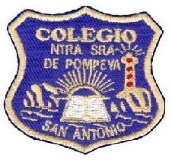 COLEGIO
NTRA SRA
DE POMPEYA
SAN ANTONIO